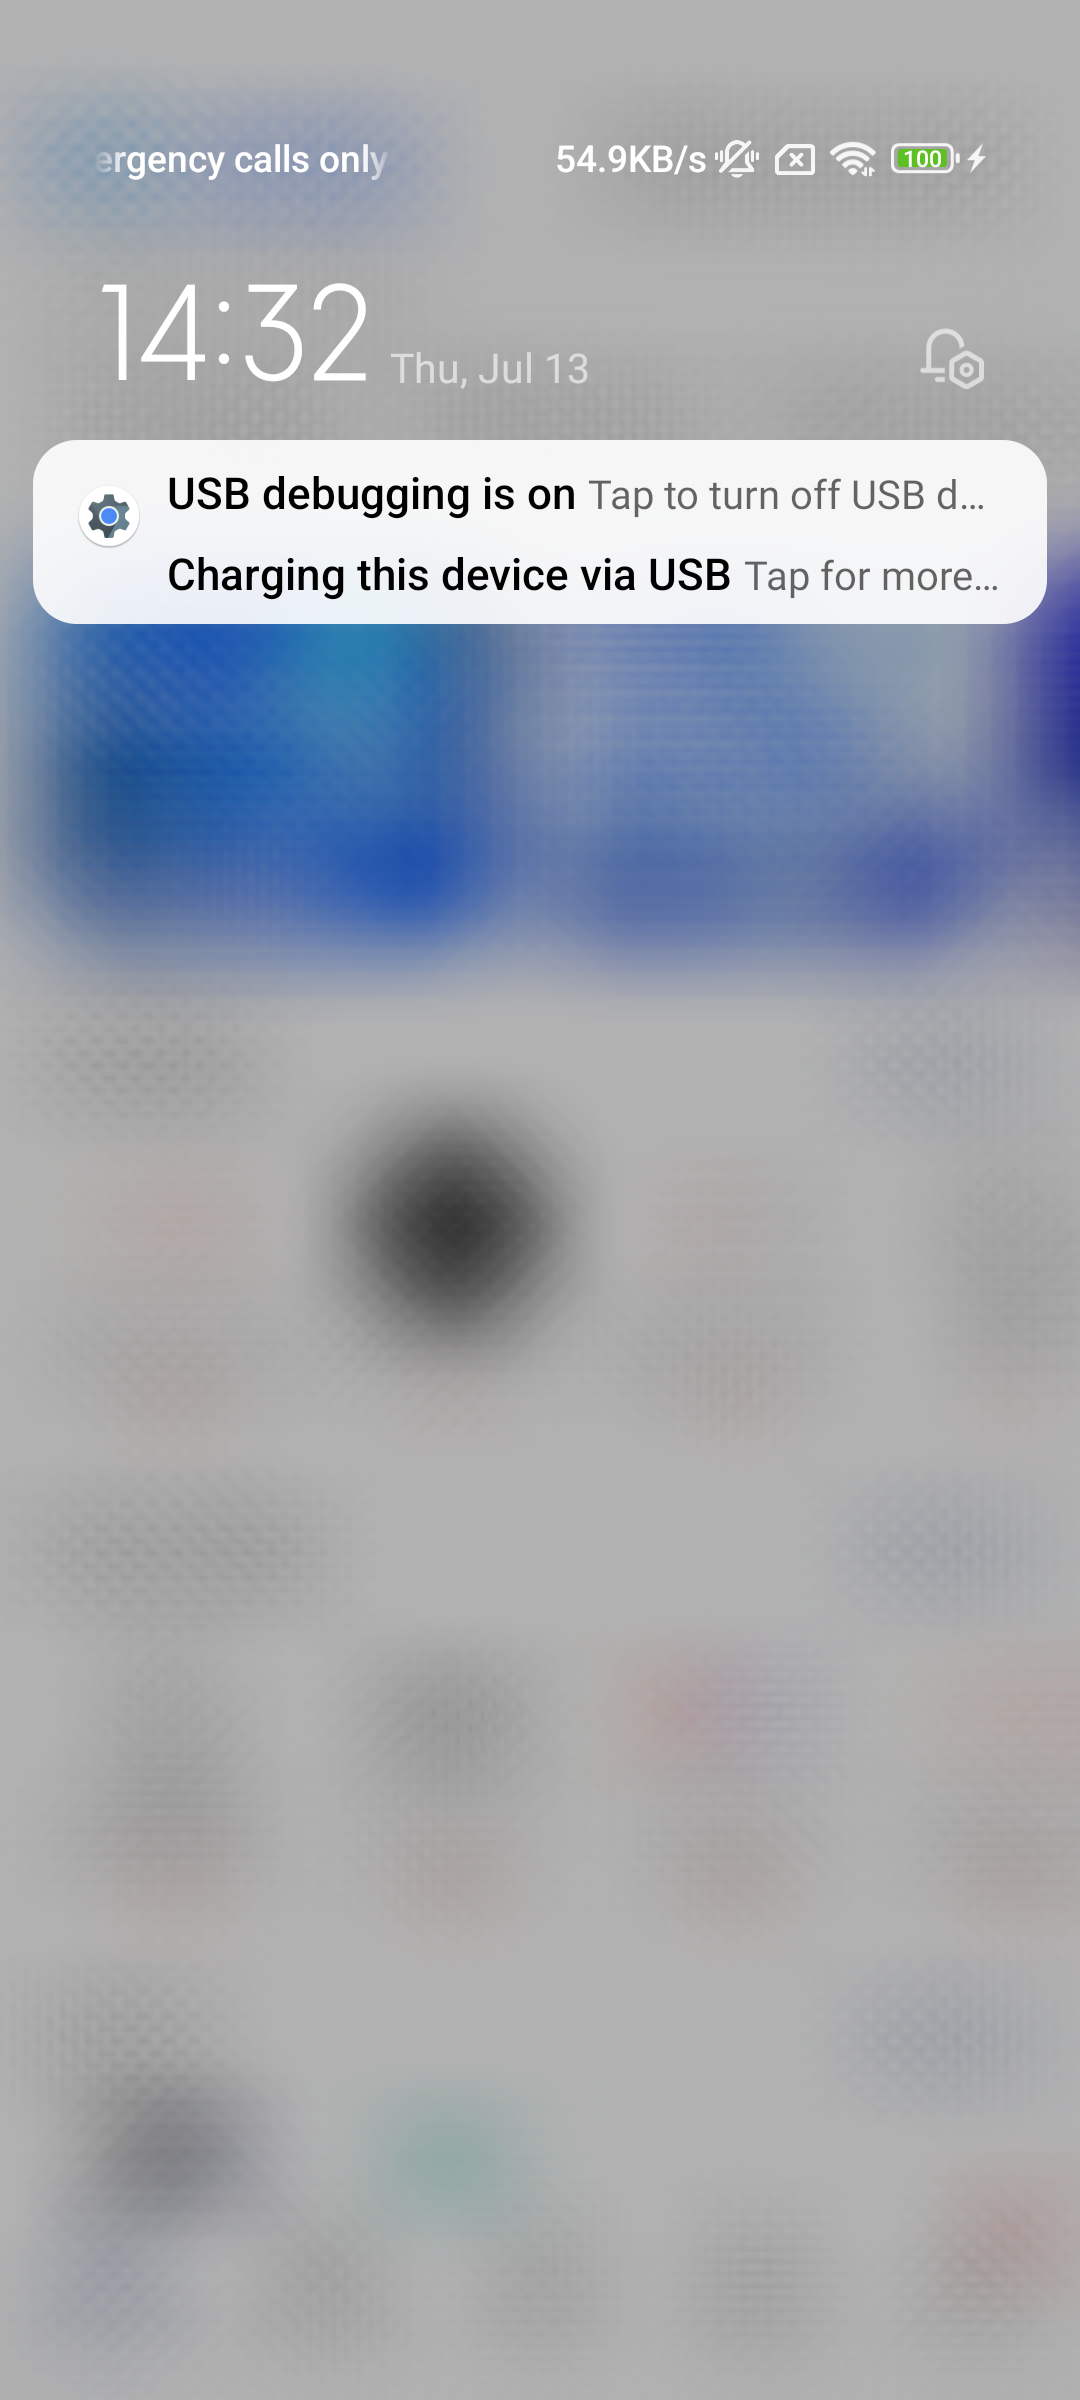 ergency calls only 54.9KB/s 100
14:32 Thu, Jul 13
USB debugging is on Tap to turn off USB d...
Charging this device via USB Tap for more...